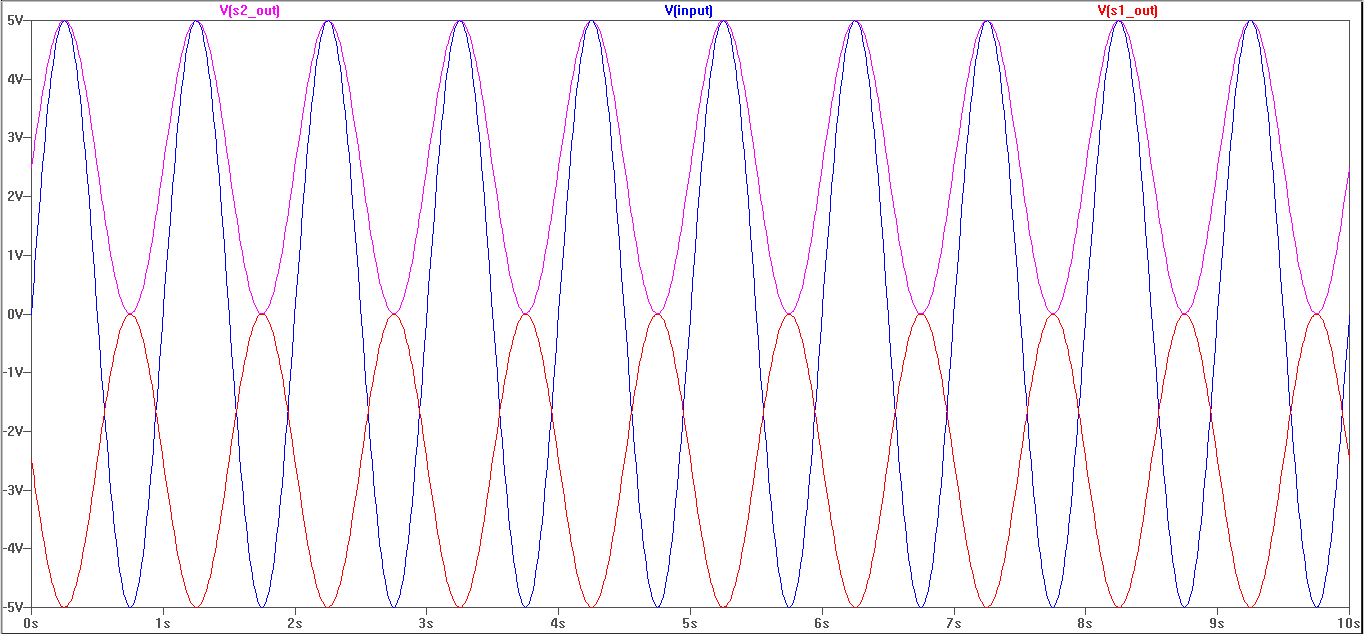 V(s2_out) V(input) V(s1_out)
5V
4V
3V
2V
1V
0V
-1V
-2V
-3V
-4V
-5V
0s 1s 2s 3s 4s 5s 6s 7s 8s 9s 10s